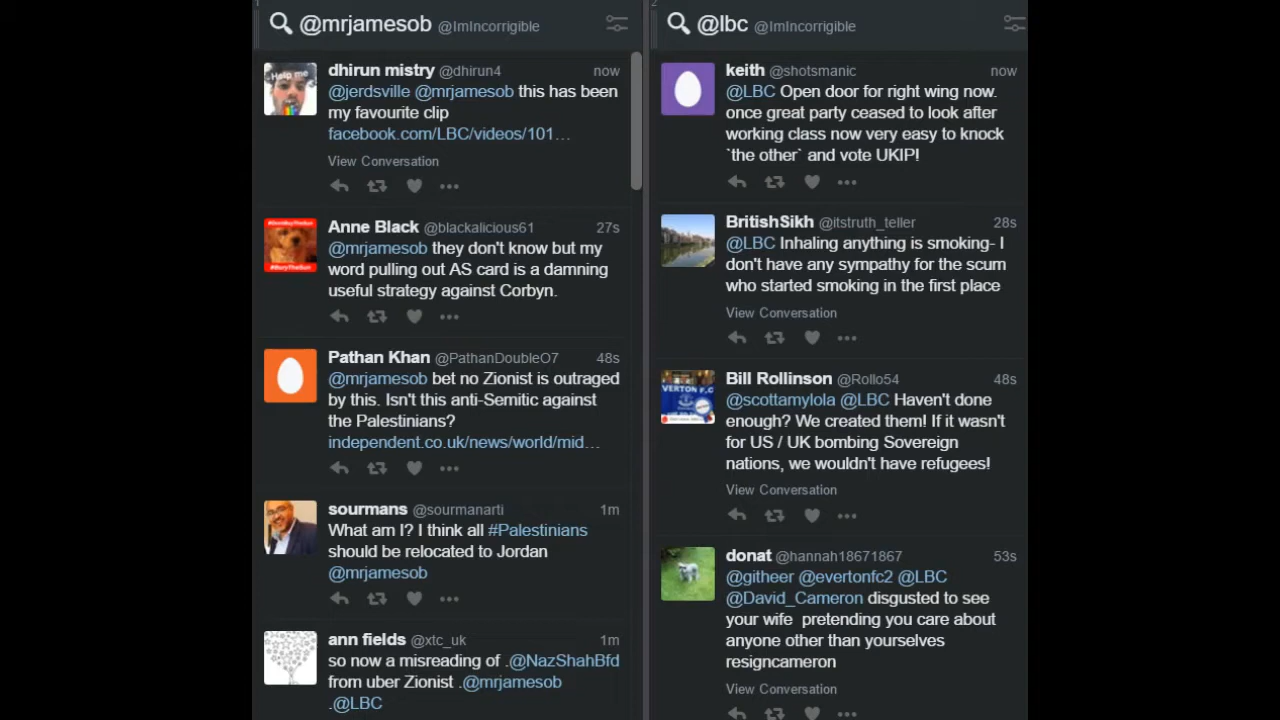 1
@mrjamesob @ImIncorrigible
dhirun mistry @dhirun4 now
@jerdsville @mrjamesob this has been
my favourite clip
facebook.com/LBC/videos/101…
View Conversation
Anne Black @blackalicious61 27s
@mrjamesob they don't know but my
word pulling out AS card is a damning
useful strategy against Corbyn.
Pathan Khan @PathanDoubleO7 48s
@mrjamesob bet no Zionist is outraged
by this. Isn't this anti-Semitic against
the Palestinians?
independent.co.uk/news/world/mid…
sourmans @sourmanarti 1m
What am I? I think all #Palestinians
should be relocated to Jordan
@mrjamesob
ann fields @xtc_uk 1m
so now a misreading of .@NazShahBfd
from uber Zionist .@mrjamesob
.@LBC
2
@lbc @ImIncorrigible
keith @shotsmanic now
@LBC Open door for right wing now.
once great party ceased to look after
working class now very easy to knock
`the other` and vote UKIP!
BritishSikh @itstruth_teller 28s
@LBC Inhaling anything is smoking- I
don't have any sympathy for the scum
who started smoking in the first place
View Conversation
Bill Rollinson @Rollo54 48s
@scottamylola @LBC Haven't done
enough? We created them! If it wasn't
for US / UK bombing Sovereign
nations, we wouldn't have refugees!
View Conversation
donat @hannah18671867 53s
@githeer @evertonfc2 @LBC
@David_Cameron disgusted to see
your wife pretending you care about
anyone other than yourselves
resigncameron
View Conversation
Help me